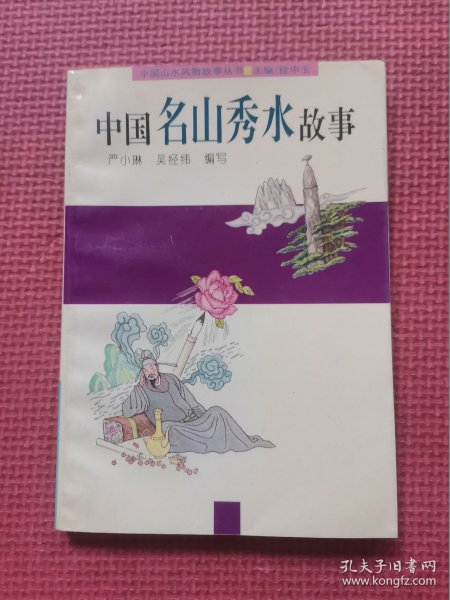 中国山水风物故事丛书 主编/徐中玉
中国名山秀水故事
严小琳 吴经纬 编写
孔夫子旧书网
www.kongfz.com